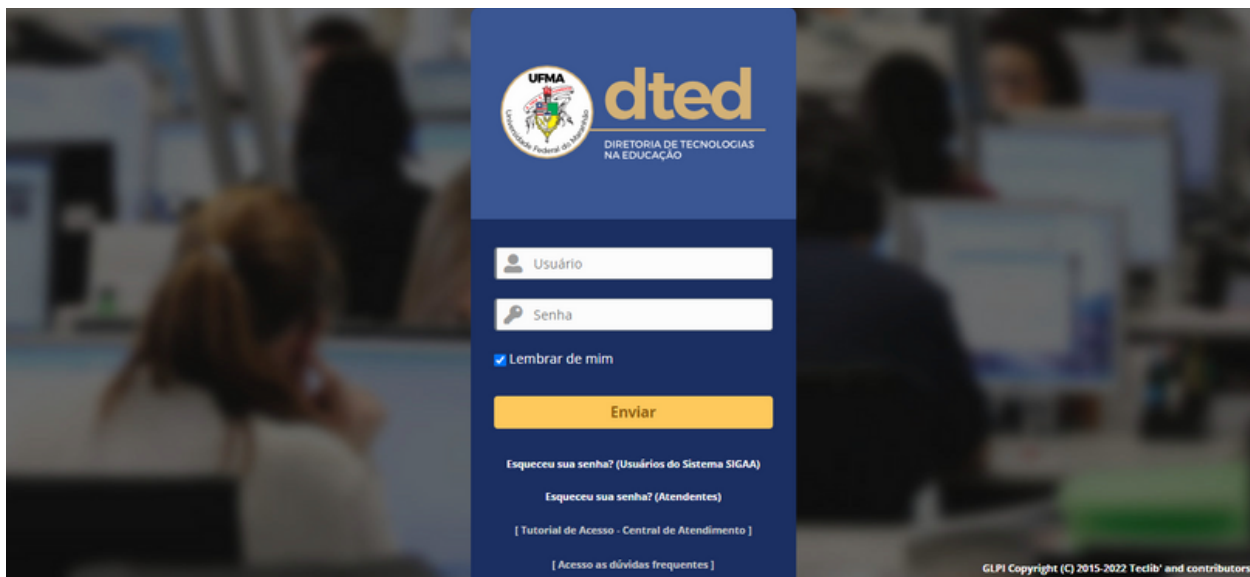 UFMA
Universidade Federal do Maranhão
dted
DIRETORIA DE TECNOLOGIAS
NA EDUCAÇÃO
Usuário
Senha
Lembrar de mim
Enviar
Esqueceu sua senha? (Usuários do Sistema SIGAA)
Esqueceu sua senha? (Atendentes)
[ Tutorial de Acesso - Central de Atendimento ]
[ Acesso as dúvidas frequentes ]
GLPI Copyright (C) 2015-2022 Teclib' and contributors